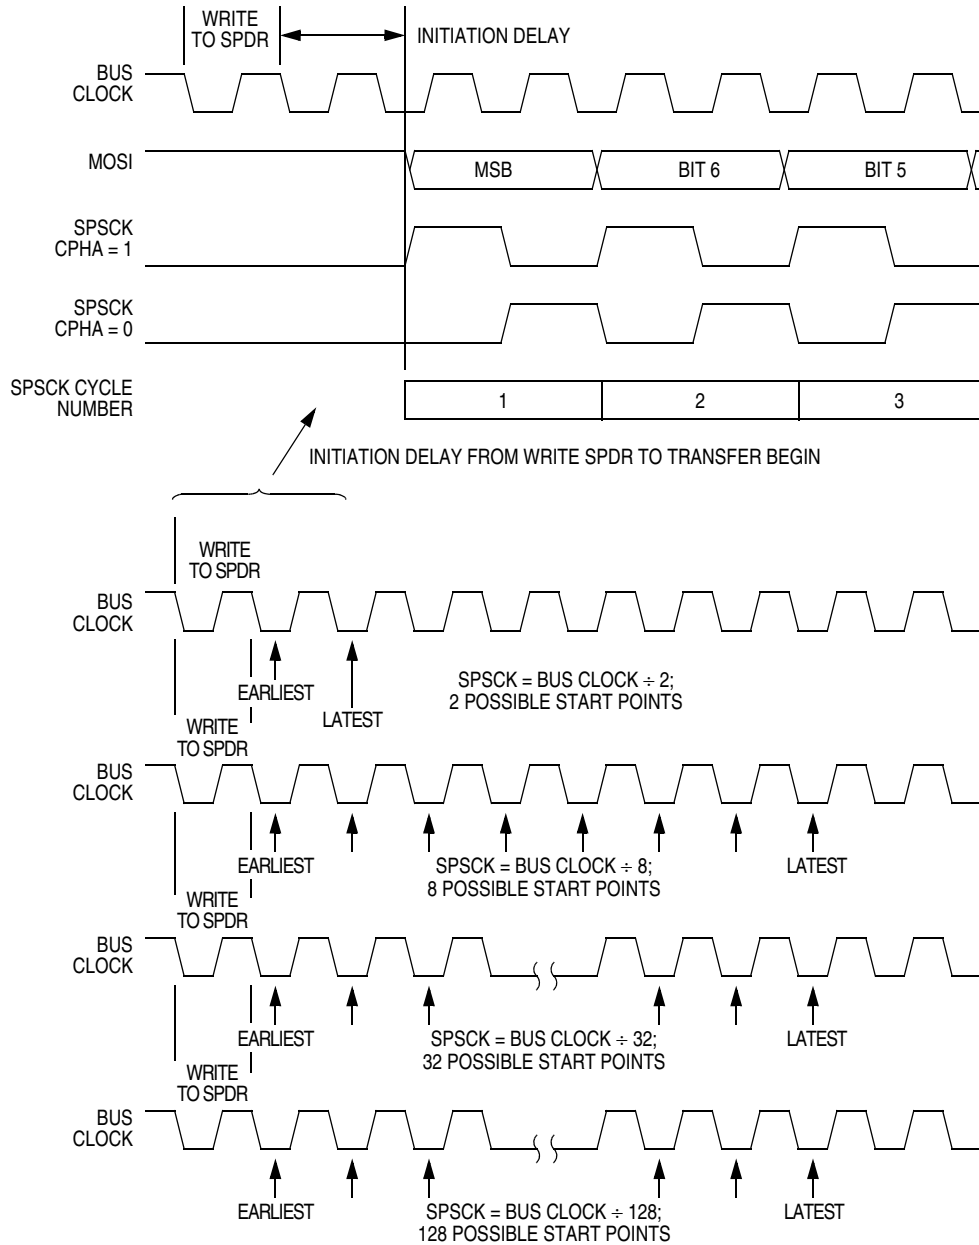 WRITE
TO SPDR
INITIATION DELAY
BUS
CLOCK
MOSI
MSB
BIT 6
BIT 5
SPSCK
CPHA = 1
SPSCK
CPHA = 0
SPSCK CYCLE
NUMBER
1
2
3
INITIATION DELAY FROM WRITE SPDR TO TRANSFER BEGIN
WRITE
TO SPDR
BUS
CLOCK
EARLIEST
LATEST
SPSCK = BUS CLOCK ÷ 2;
2 POSSIBLE START POINTS
WRITE
TO SPDR
BUS
CLOCK
EARLIEST
SPSCK = BUS CLOCK ÷ 8;
8 POSSIBLE START POINTS
LATEST
WRITE
TO SPDR
BUS
CLOCK
EARLIEST
SPSCK = BUS CLOCK ÷ 32;
32 POSSIBLE START POINTS
LATEST
WRITE
TO SPDR
BUS
CLOCK
EARLIEST
SPSCK = BUS CLOCK ÷ 128;
128 POSSIBLE START POINTS
LATEST